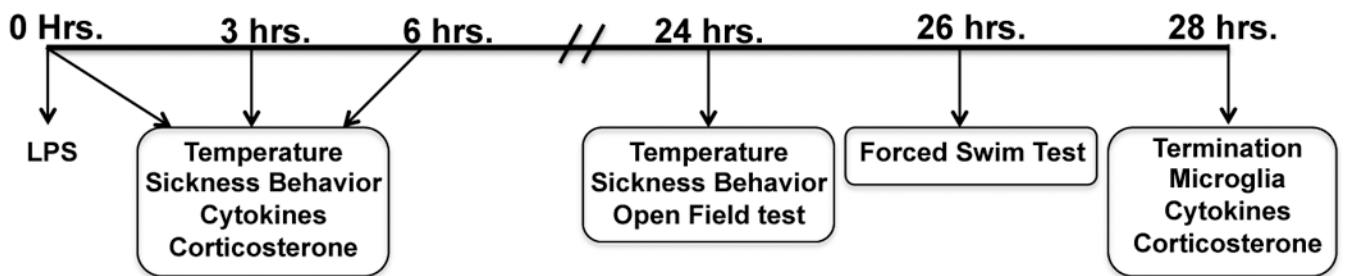 0 Hrs. 3 hrs. 6 hrs. 24 hrs. 26 hrs. 28 hrs.
LPS
Temperature
Sickness Behavior
Cytokines
Corticosterone
Temperature
Sickness Behavior
Open Field test
Forced Swim Test
Termination
Microglia
Cytokines
Corticosterone